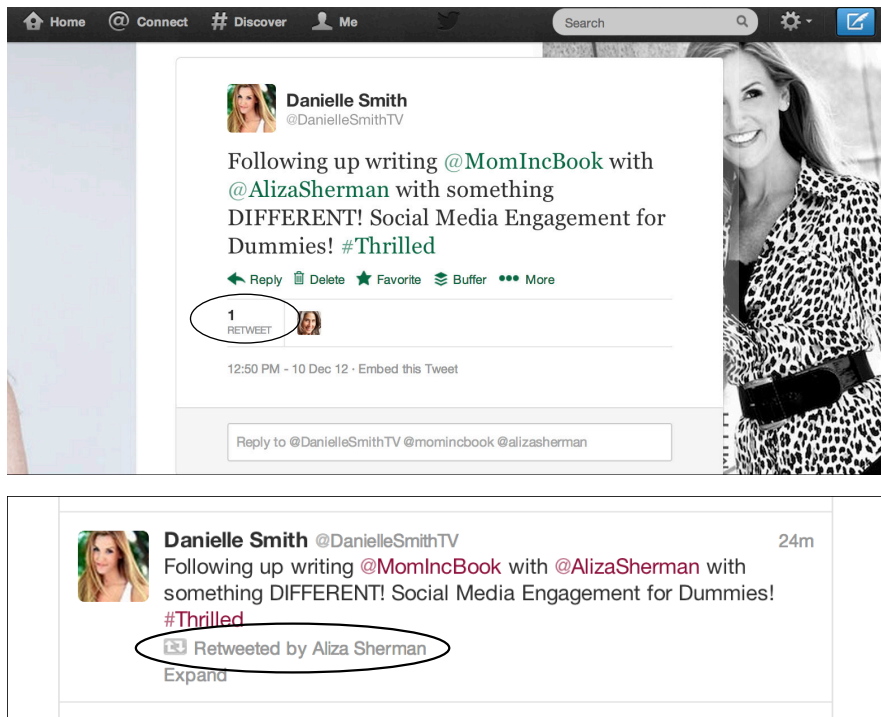 Home @ Connect # Discover Me Search
Danielle Smith
@DanielleSmithTV
Following up writing @MomIncBook with
@AlizaSherman with something
DIFFERENT! Social Media Engagement for
Dummies! #Thrilled
Reply Delete Favorite Buffer More
1
RETWEET
12:50 PM - 10 Dec 12 · Embed this Tweet
Reply to @DanielleSmithTV @momincbook @alizasherman
Danielle Smith @DanielleSmithTV 24m
Following up writing @MomIncBook with @AlizaSherman with
something DIFFERENT! Social Media Engagement for Dummies!
#Thrilled
Retweeted by Aliza Sherman
Expand